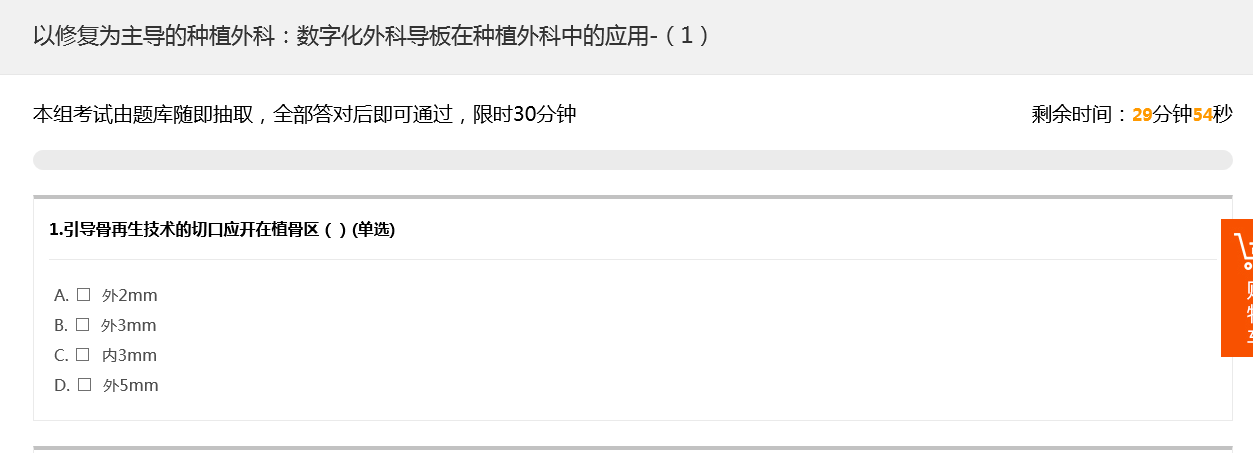 以修复为主导的种植外科：数字化外科导板在种植外科中的应用-（1）
本组考试由题库随即抽取，全部答对后即可通过，限时30分钟
剩余时间：29分钟54秒
1.引导骨再生技术的切口应开在植骨区（ ）(单选)
A. 外2mm
B. 外3mm
C. 内3mm
D. 外5mm
购
物
车